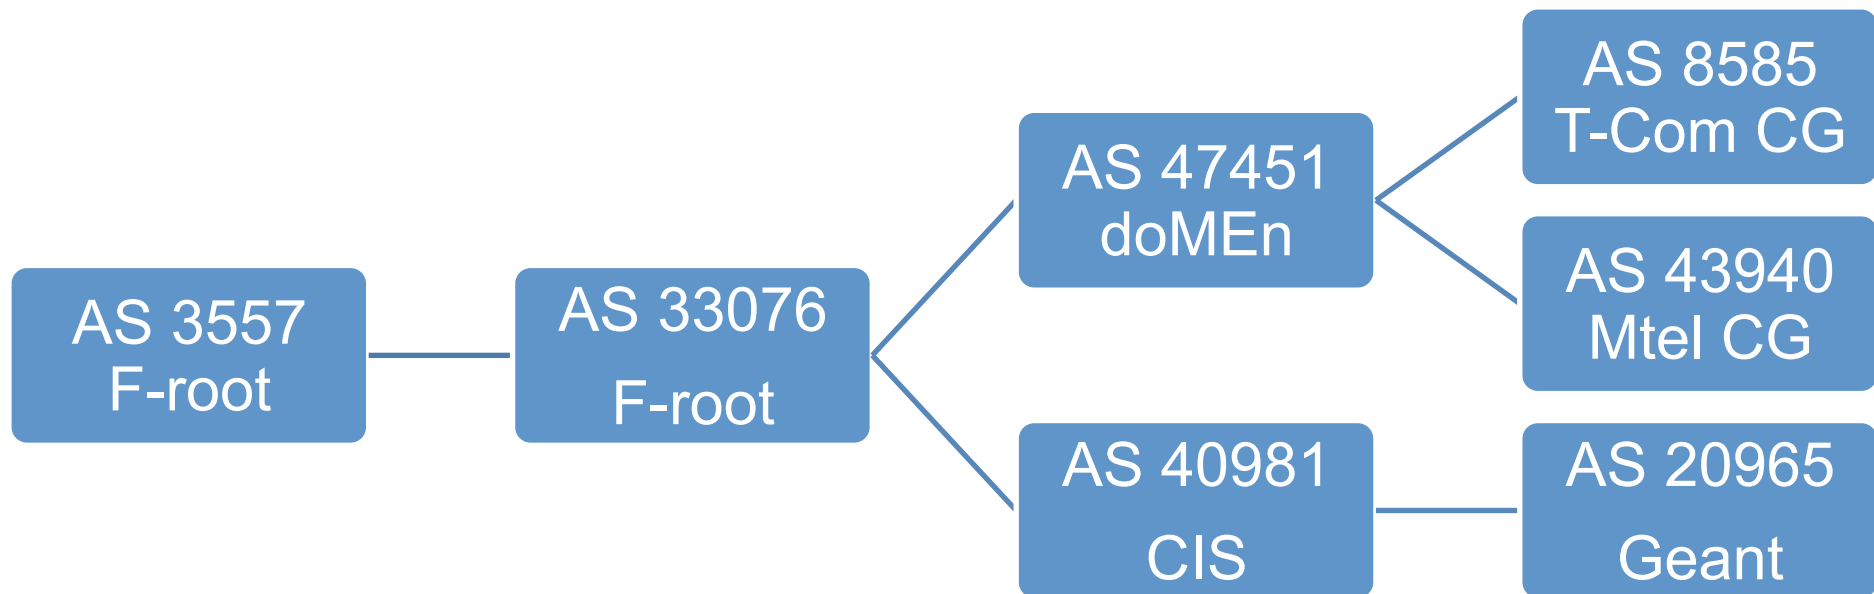 AS 3557
F-root
AS 33076
F-root
AS 47451
doMEn
AS 40981
CIS
AS 8585
T-Com CG
AS 43940
Mtel CG
AS 20965
Geant